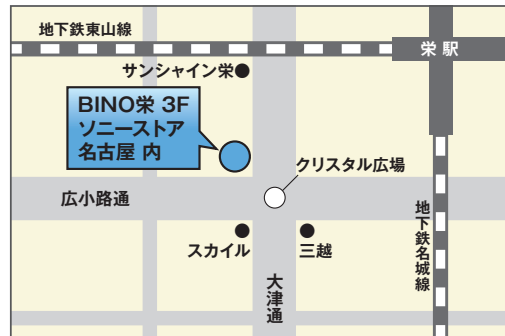 地下鉄東山線
栄駅
サンシャイン栄
BINO栄 3F
ソニーストア
名古屋 内
クリスタル広場
広小路通
スカイル
三越
大津通
地下鉄名城線